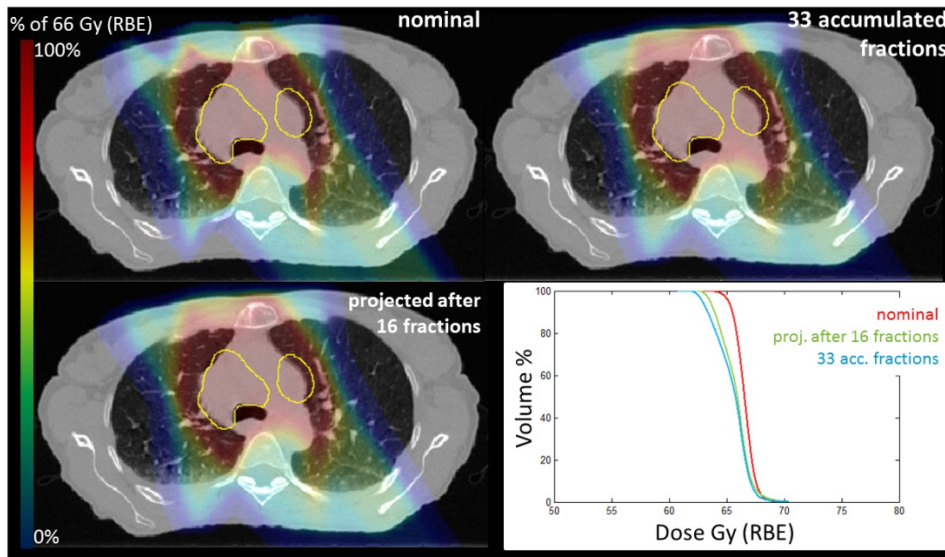 % of 66 Gy (RBE)
100%
0%
nominal
33 accumulated
fractions
projected after
16 fractions
100
80
60
40
20
0
50
55
60
65
70
75
80
Volume %
Dose Gy (RBE)
nominal
proj. after 16 fractions
33 acc. fractions